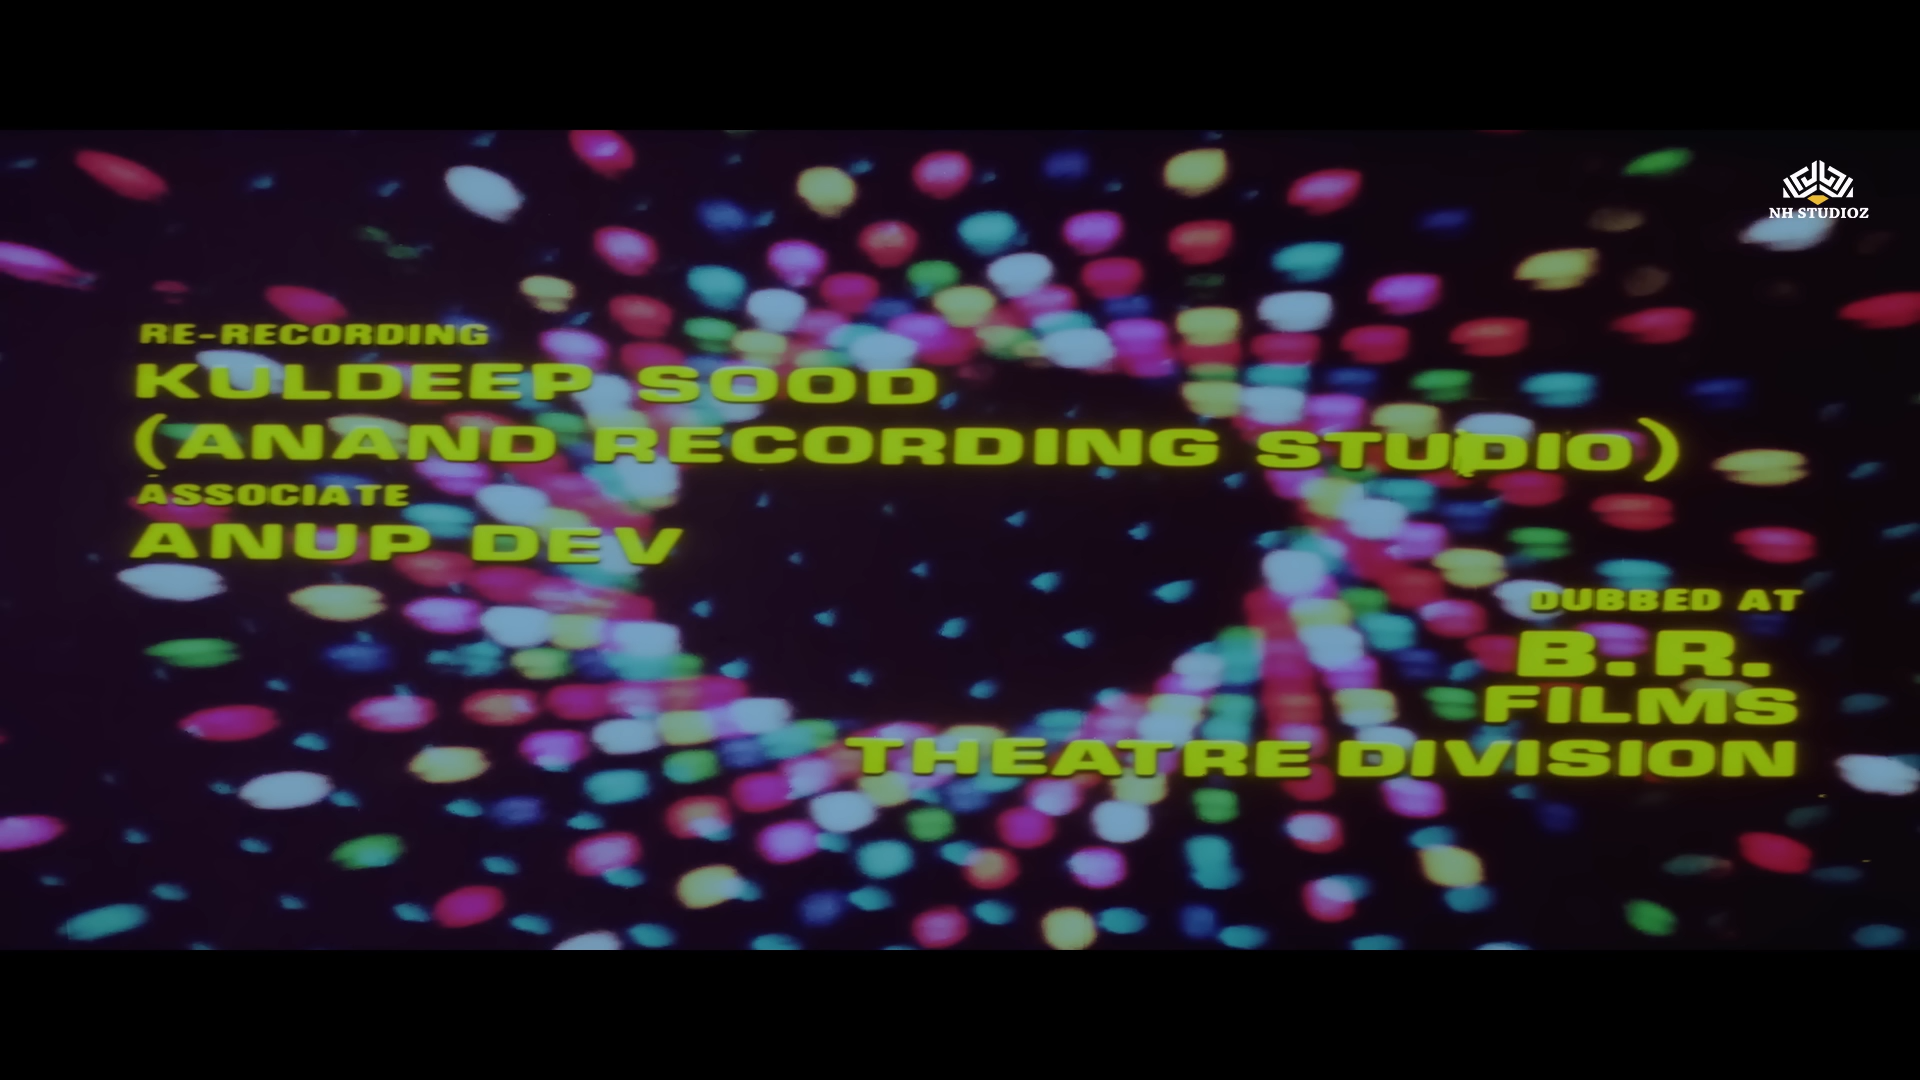 NH STUDIOZ
RE-RECORDING
KULDEEP SOOD
(ANAND RECORDING STUDIO)
ASSOCIATE
ANUP DEV
DUBBED AT
B.R.
FILMS
THEATRE DIVISION